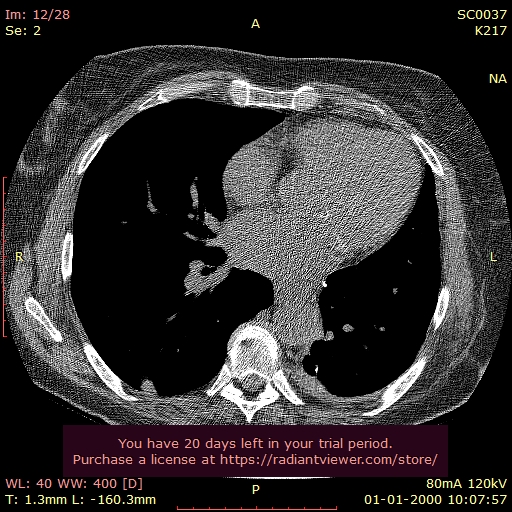 Im: 12/28
Se: 2
A
SC0037
K217
NA
R
L
You have 20 days left in your trial period.
Purchase a license at https://radiantviewer.com/store/
WL: 40 WW: 400 [D]
T: 1.3mm L: -160.3mm
P
80mA 120kV
01-01-2000 10:07:57